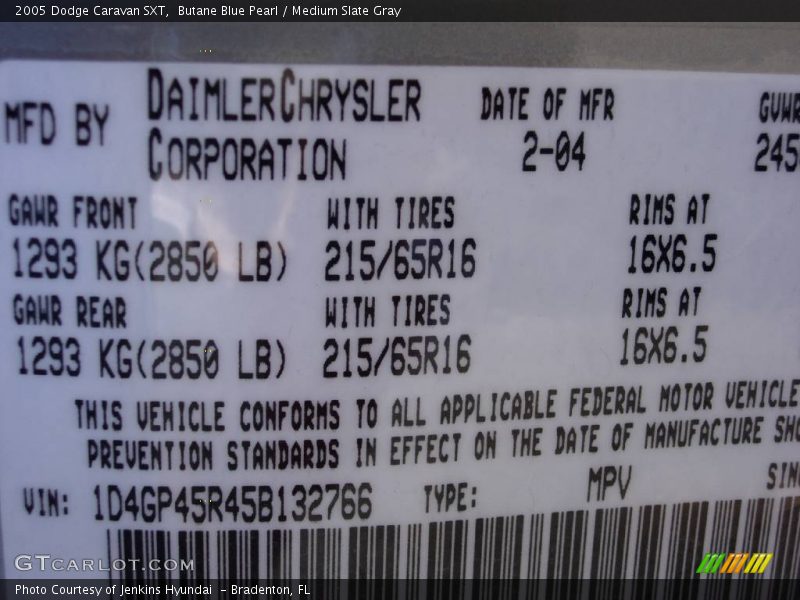 2005 Dodge Caravan SXT,  Butane Blue Pearl / Medium Slate Gray
MFD BY DAIMLERCHRYSLER CORPORATION
DATE OF MFR
2-04
GVWR
245
GAWR FRONT WITH TIRES RIMS AT
1293 KG(2850 LB) 215/65R16 16X6.5
GAWR REAR WITH TIRES RIMS AT
1293 KG(2850 LB) 215/65R16 16X6.5
THIS VEHICLE CONFORMS TO ALL APPLICABLE FEDERAL MOTOR VEHICLE
PREVENTION STANDARDS IN EFFECT ON THE DATE OF MANUFACTURE SHO
VIN: 1D4GP45R45B132766 TYPE: MPV SIN
GTCARLOT.COM
Photo Courtesy of Jenkins Hyundai  – Bradenton, FL